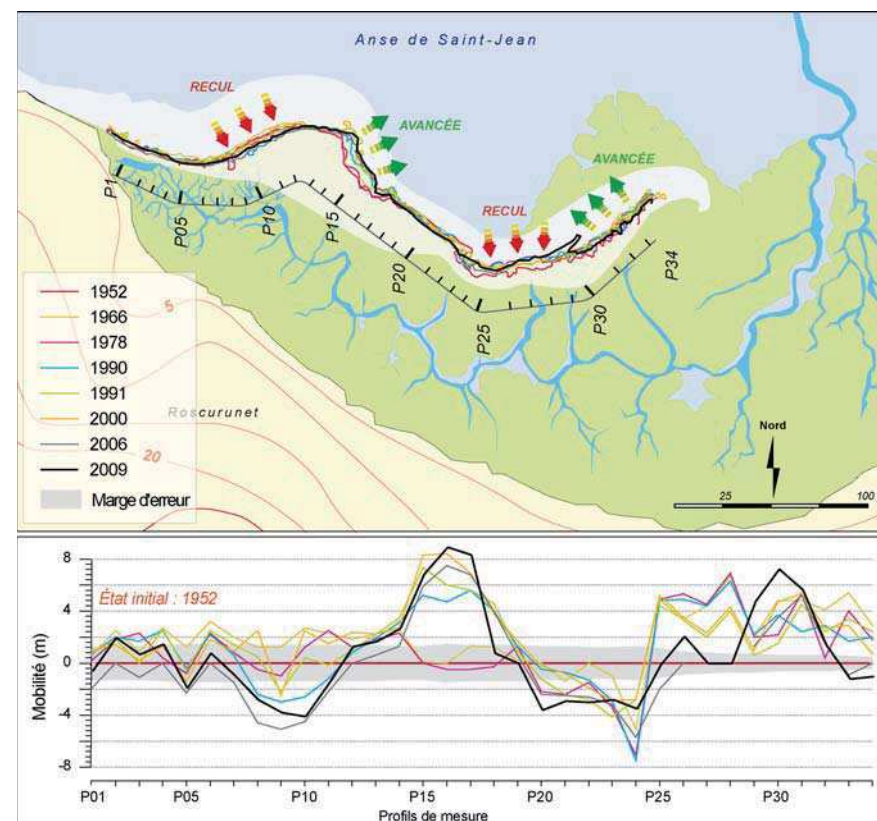 Anse de Saint-Jean
RECUL
AVANCÉE
AVANCÉE
RECUL
P1
P05
P10
P15
P20
P25
P30
P34
1952
1966
1978
1990
1991
2000
2006
2009
Marge d'erreur
5
Roscurunet
20
Nord
25
100
État initial : 1952
Mobilité (m)
8
4
0
-4
-8
P01
P05
P10
P15
P20
P25
P30
Profils de mesure